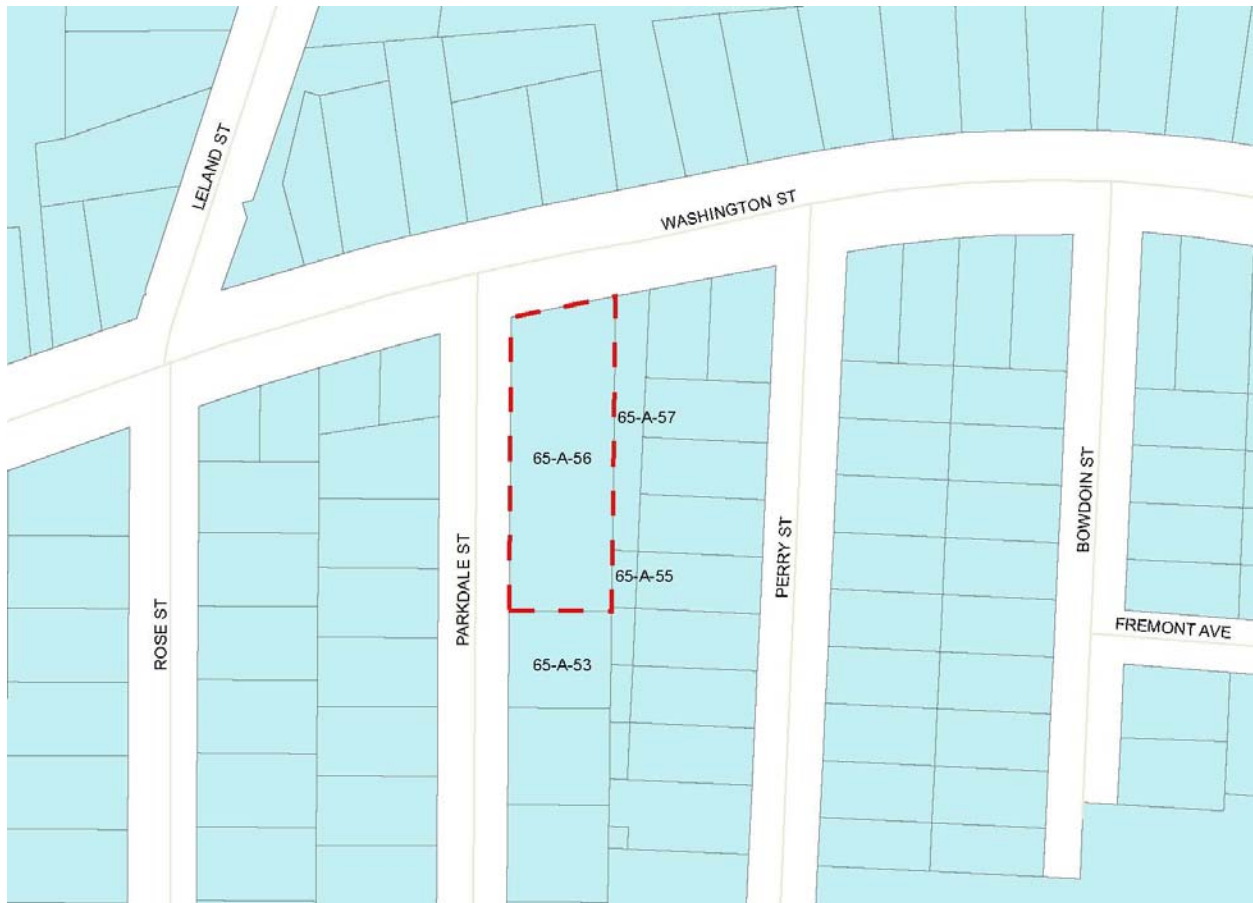 LELAND ST
WASHINGTON ST
65-A-57
65-A-56
BOWDOIN ST
PERRY ST
65-A-55
PARKDALE ST
ROSE ST
FREMONT AVE
65-A-53